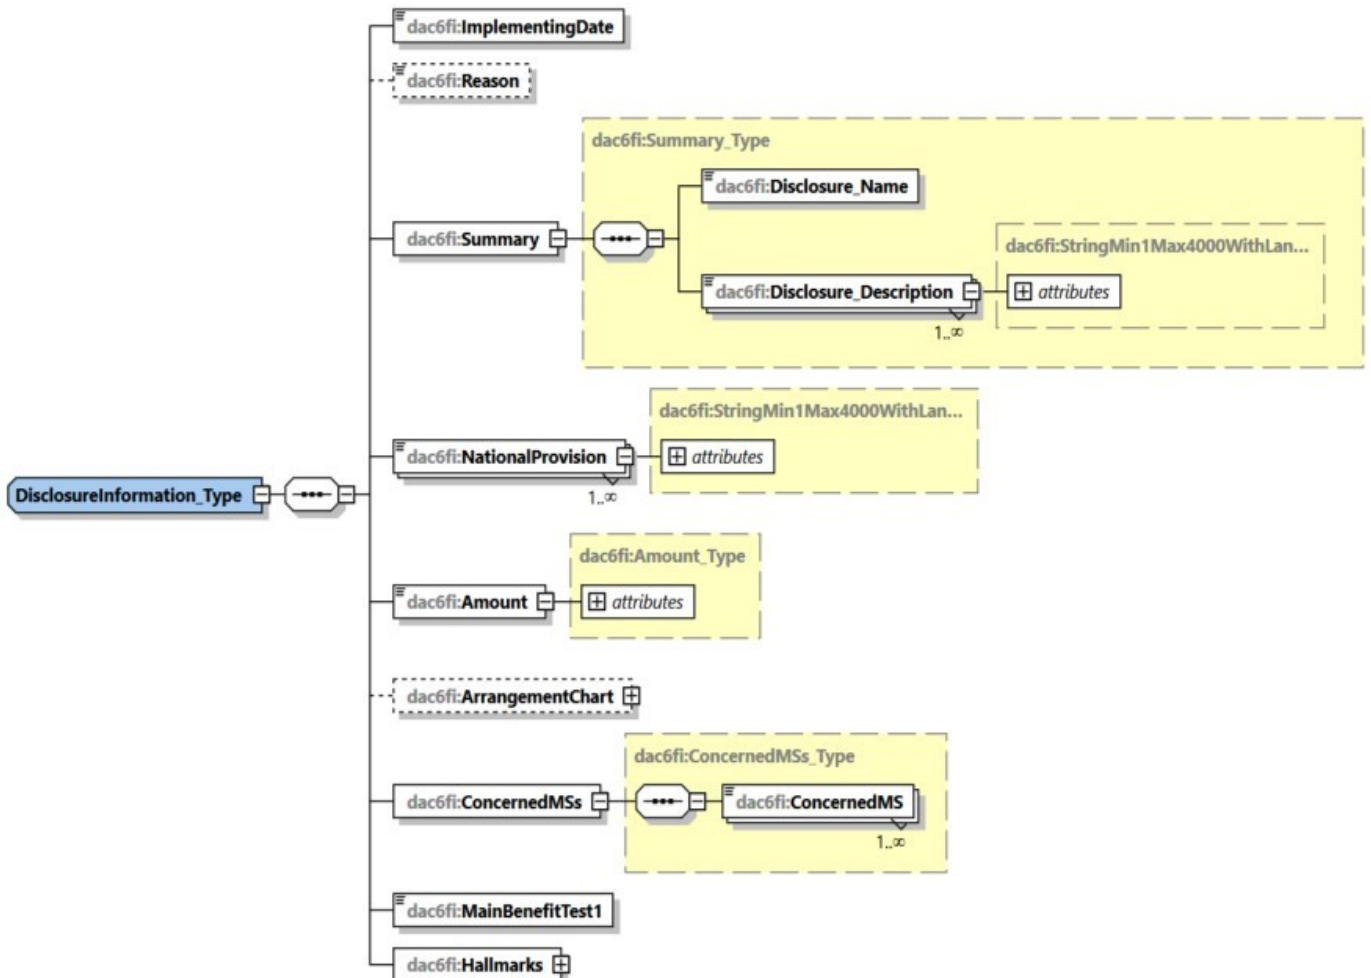 dac6fi:ImplementingDate
dac6fi:Reason
dac6fi:Summary_Type
dac6fi:Disclosure_Name
dac6fi:Summary
dac6fi:StringMin1Max4000WithLan...
dac6fi:Disclosure_Description
attributes
1..∞
dac6fi:StringMin1Max4000WithLan...
dac6fi:NationalProvision
attributes
1..∞
DisclosureInformation_Type
dac6fi:Amount_Type
dac6fi:Amount
attributes
dac6fi:ArrangementChart
dac6fi:ConcernedMSs_Type
dac6fi:ConcernedMSs
dac6fi:ConcernedMS
1..∞
dac6fi:MainBenefitTest1
dac6fi:Hallmarks